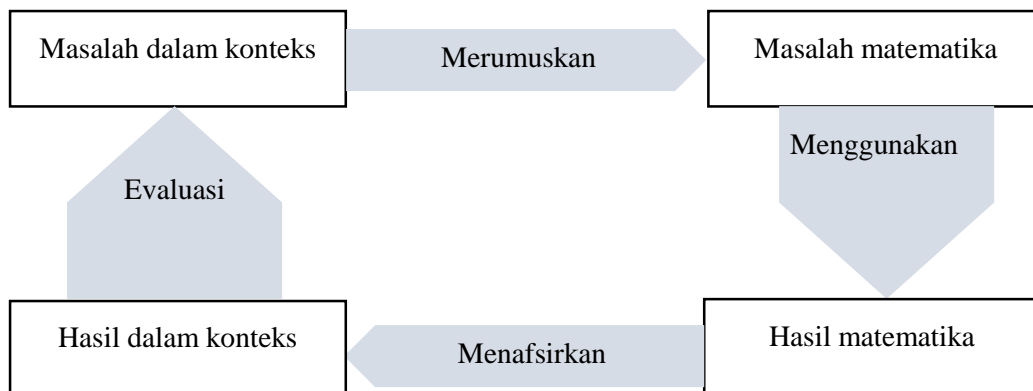 Masalah dalam konteks
Merumuskan
Masalah matematika
Menggunakan
Evaluasi
Hasil dalam konteks
Menafsirkan
Hasil matematika